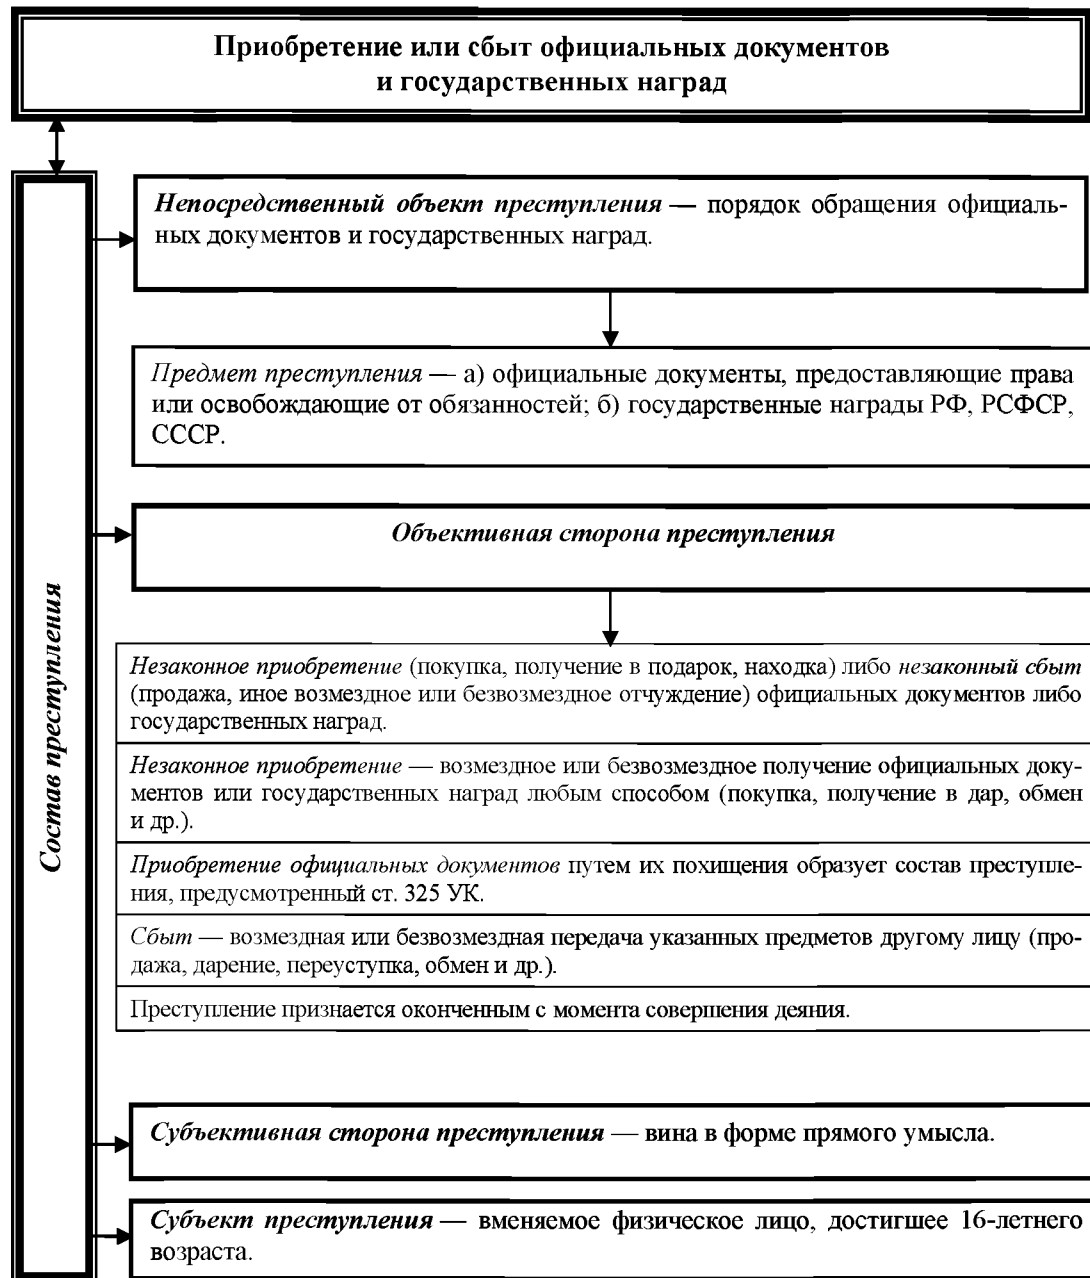 Приобретение или сбыт официальных документов
и государственных наград
Состав преступления
Непосредственный объект преступления — порядок обращения официаль-
ных документов и государственных наград.
Предмет преступления — а) официальные документы, предоставляющие права
или освобождающие от обязанностей; б) государственные награды РФ, РСФСР,
СССР.
Объективная сторона преступления
Незаконное приобретение (покупка, получение в подарок, находка) либо незаконный сбыт
(продажа, иное возмездное или безвозмездное отчуждение) официальных документов либо
государственных наград.
Незаконное приобретение — возмездное или безвозмездное получение официальных доку-
ментов или государственных наград любым способом (покупка, получение в дар, обмен
и др.).
Приобретение официальных документов путем их похищения образует состав преступле-
ния, предусмотренный ст. 325 УК.
Сбыт — возмездная или безвозмездная передача указанных предметов другому лицу (про-
дажа, дарение, переуступка, обмен и др.).
Преступление признается оконченным с момента совершения деяния.
Субъективная сторона преступления — вина в форме прямого умысла.
Субъект преступления — вменяемое физическое лицо, достигшее 16-летнего
возраста.